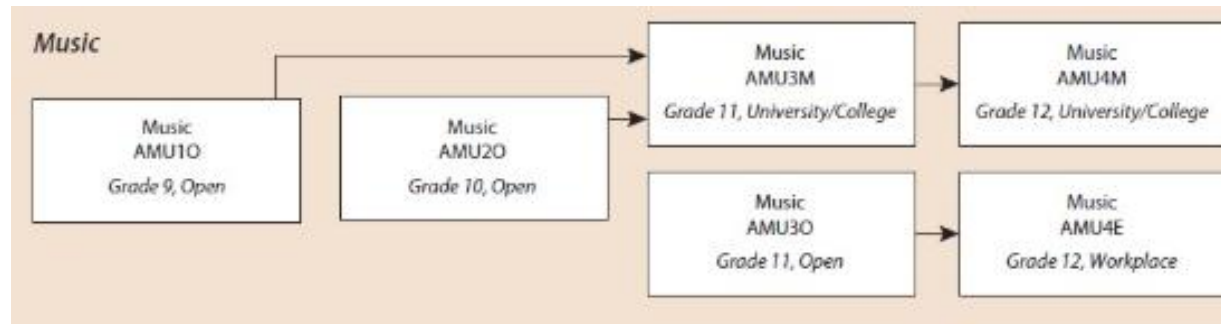 Music
Music
AMU1O
Grade 9, Open
Music
AMU2O
Grade 10, Open
Music
AMU3M
Grade 11, University/College
Music
AMU4M
Grade 12, University/College
Music
AMU3O
Grade 11, Open
Music
AMU4E
Grade 12, Workplace